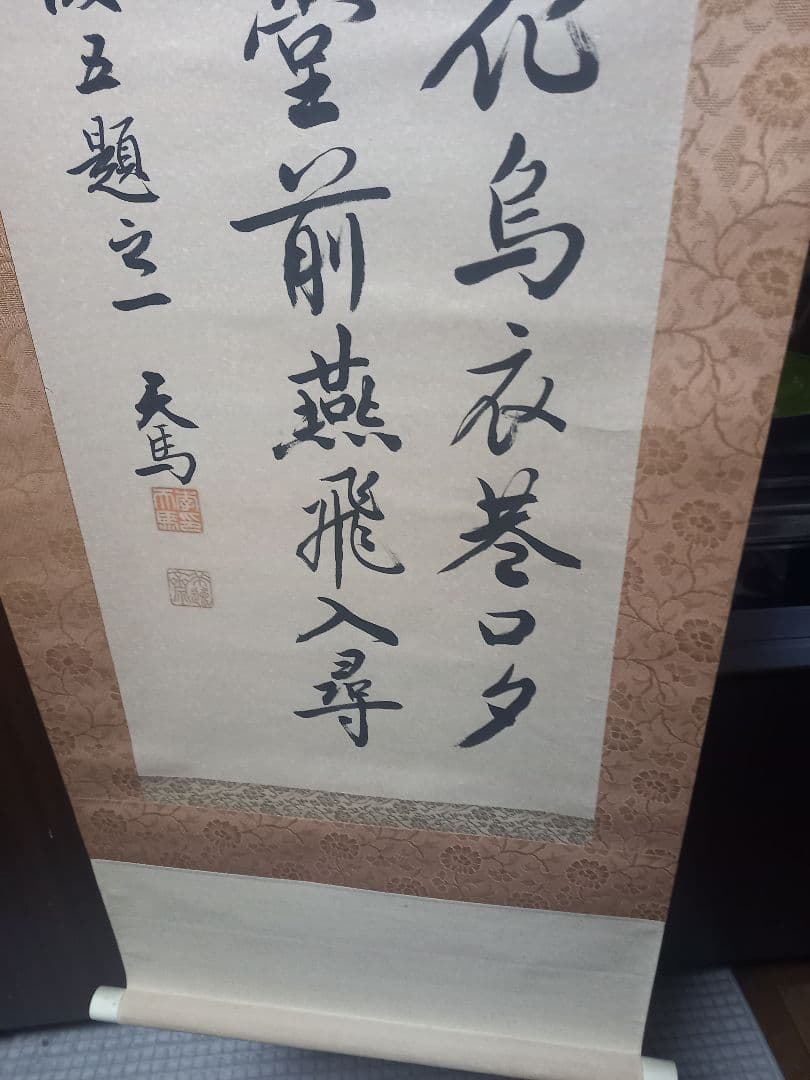 花烏衣巷口夕
堂前燕飛入尋
五題之一
天馬